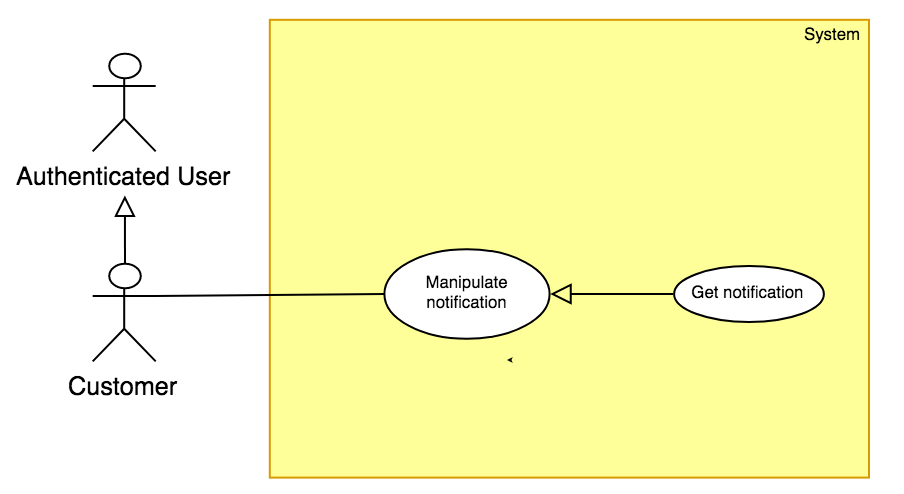 System
Authenticated User
Manipulate
notification
Get notification
Customer